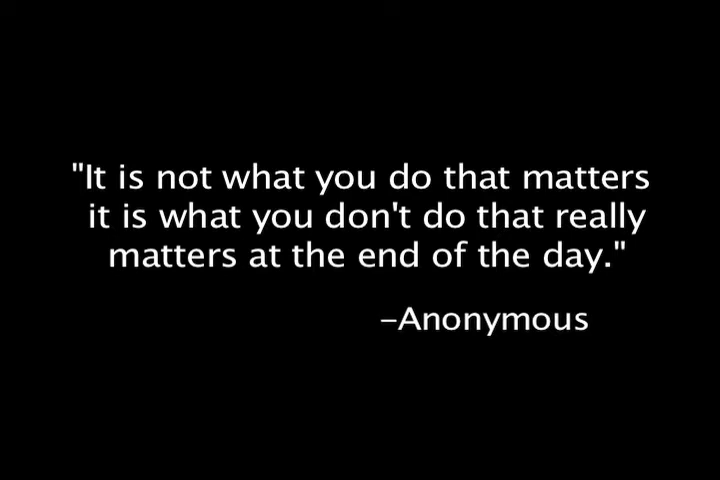 "It is not what you do that matters
it is what you don't do that really
matters at the end of the day."
–Anonymous